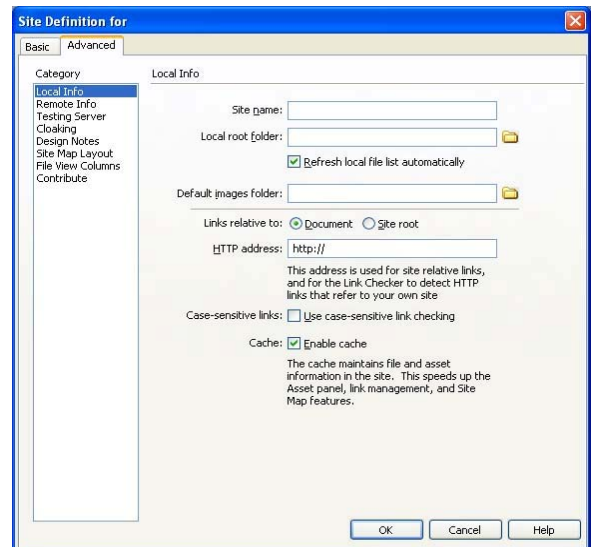 Site Definition for
Basic
Advanced
Category
Local Info
Remote Info
Testing Server
Cloaking
Design Notes
Site Map Layout
File View Columns
Contribute
Local Info
Site name:
Local root folder:
Refresh local file list automatically
Default images folder:
Links relative to: Document Site root
HTTP address: http://
This address is used for site relative links,
and for the Link Checker to detect HTTP
links that refer to your own site
Case-sensitive links: Use case-sensitive link checking
Cache: Enable cache
The cache maintains file and asset
information in the site. This speeds up the
Asset panel, link management, and Site
Map features.
OK
Cancel
Help